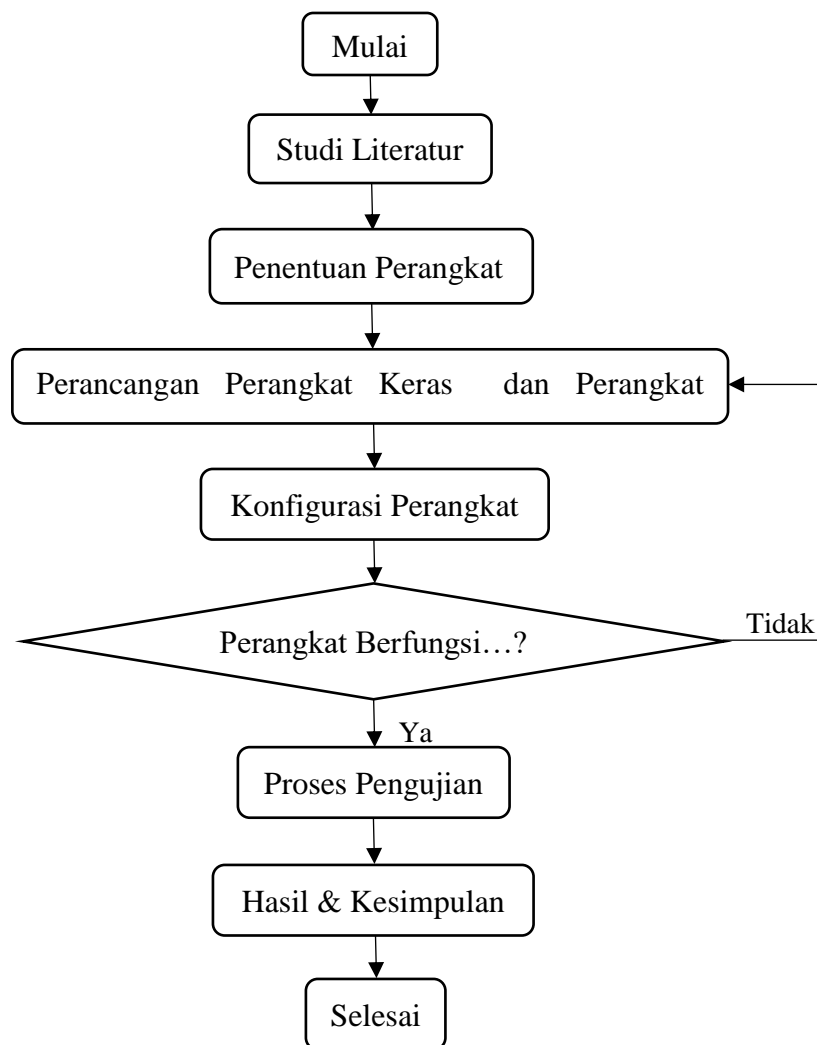 Mulai
Studi Literatur
Penentuan Perangkat
Perancangan Perangkat Keras dan Perangkat
Konfigurasi Perangkat
Perangkat Berfungsi…?
Tidak
Ya
Proses Pengujian
Hasil & Kesimpulan
Selesai